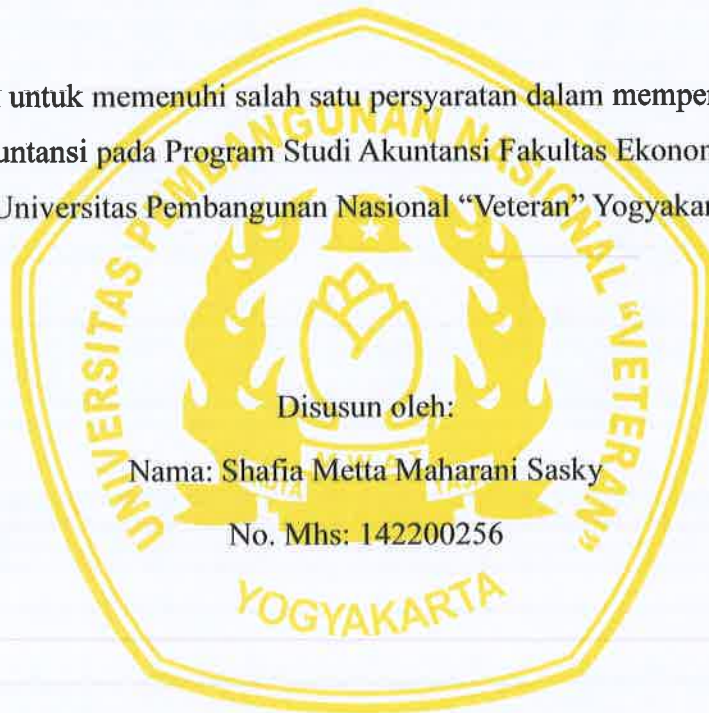 untuk memenuhi salah satu persyaratan dalam memper
untansi pada Program Studi Akuntansi Fakultas Ekonor
Universitas Pembangunan Nasional “Veteran” Yogyakar
UNIVERSITAS PEMBANGUNAN NASIONAL “VETERAN”
Disusun oleh:
Nama: Shafia Metta Maharani Sasky
No. Mhs: 142200256
YOGYAKARTA